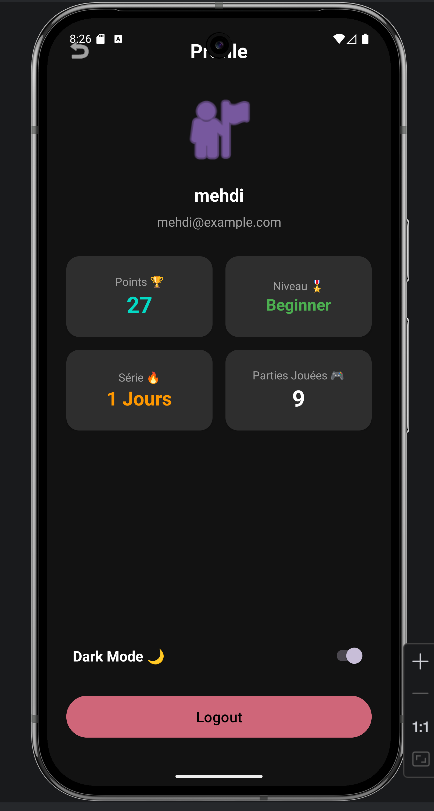 8:26 A
Profile
mehdi
mehdi@example.com
Points 🏆
27
Niveau 🎖️
Beginner
Série 🔥
1 Jours
Parties Jouées 🎮
9
Dark Mode 🌙
Logout
1:1